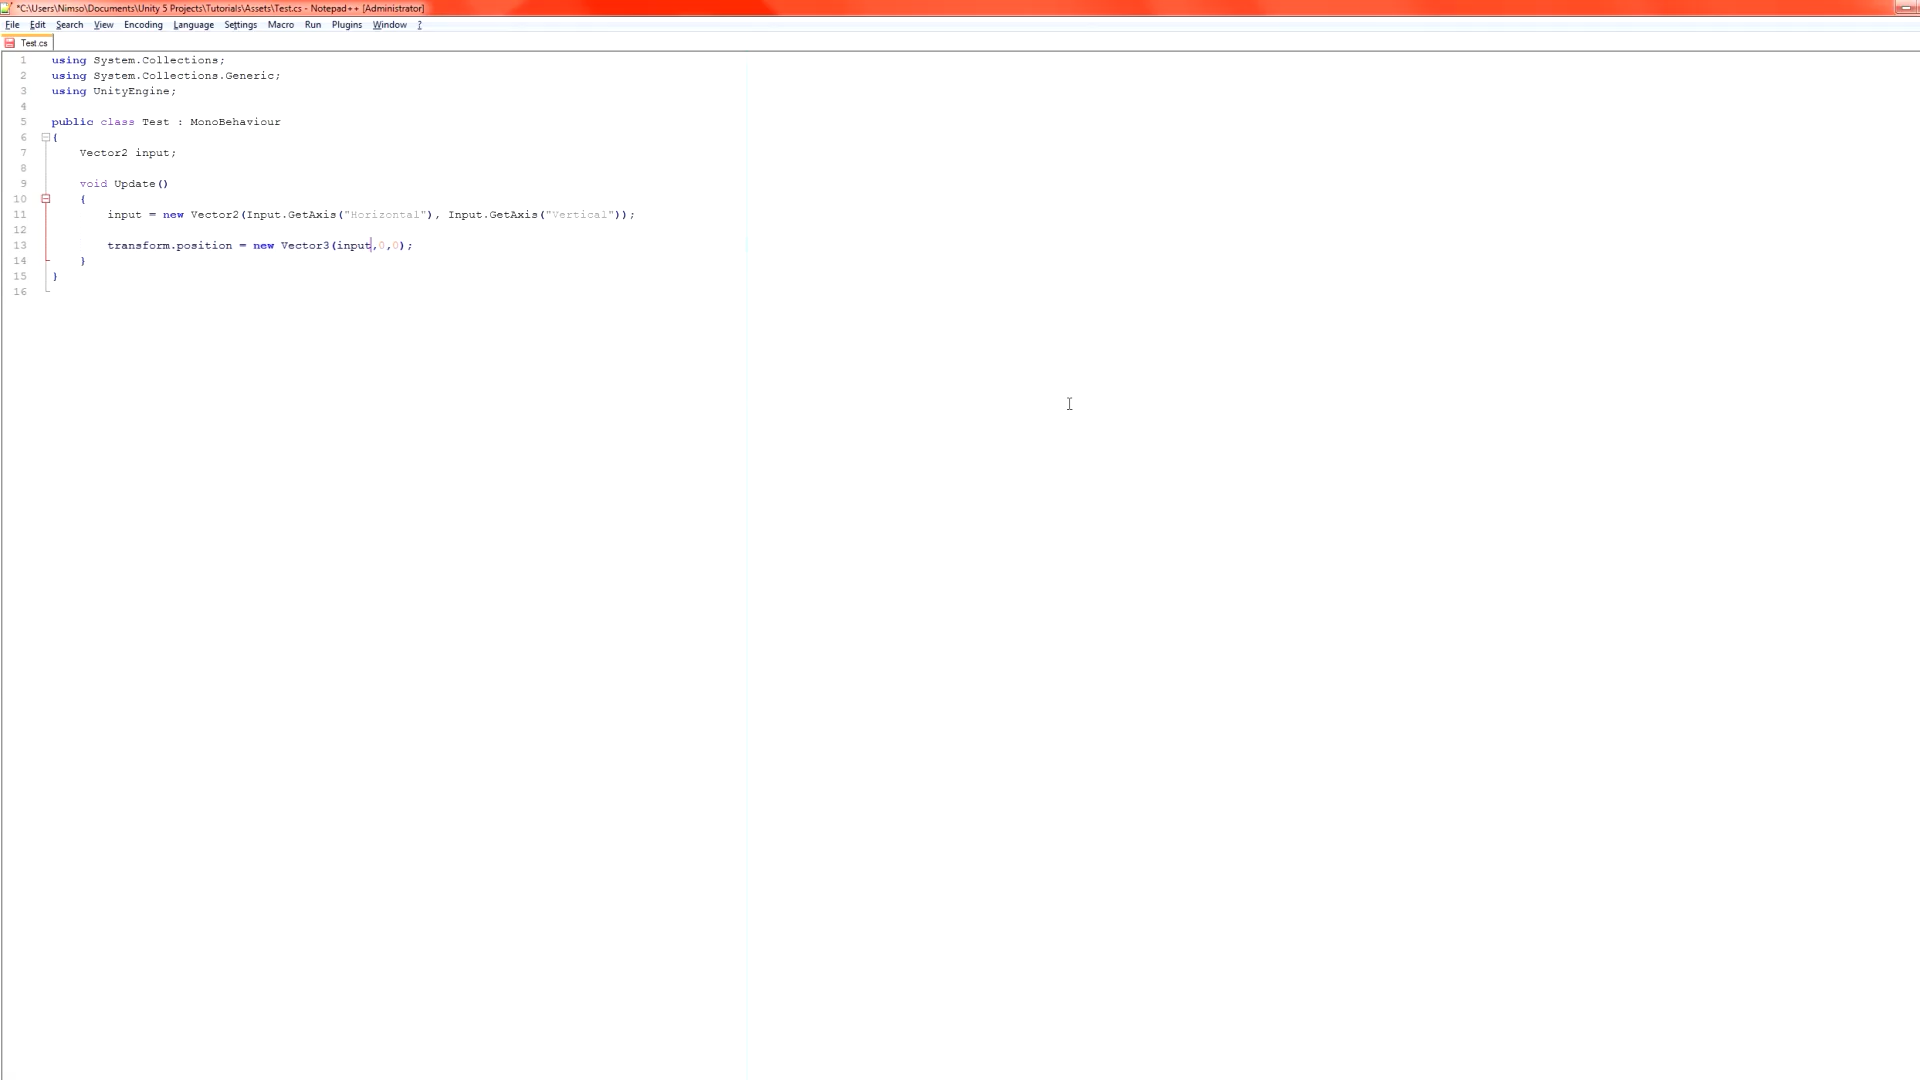 *C:\Users\Nimso\Documents\Unity 5 Projects\Tutorials\Assets\Test.cs - Notepad++ [Administrator]
File Edit Search View Encoding Language Settings Macro Run Plugins Window ?
Test.cs
1 using System.Collections;
2 using System.Collections.Generic;
3 using UnityEngine;
4
5 public class Test : MonoBehaviour
6 {
7 Vector2 input;
8
9 void Update()
10 {
11 input = new Vector2(Input.GetAxis("Horizontal"), Input.GetAxis("Vertical"));
12
13 transform.position = new Vector3(input,0,0);
14 }
15 }
16